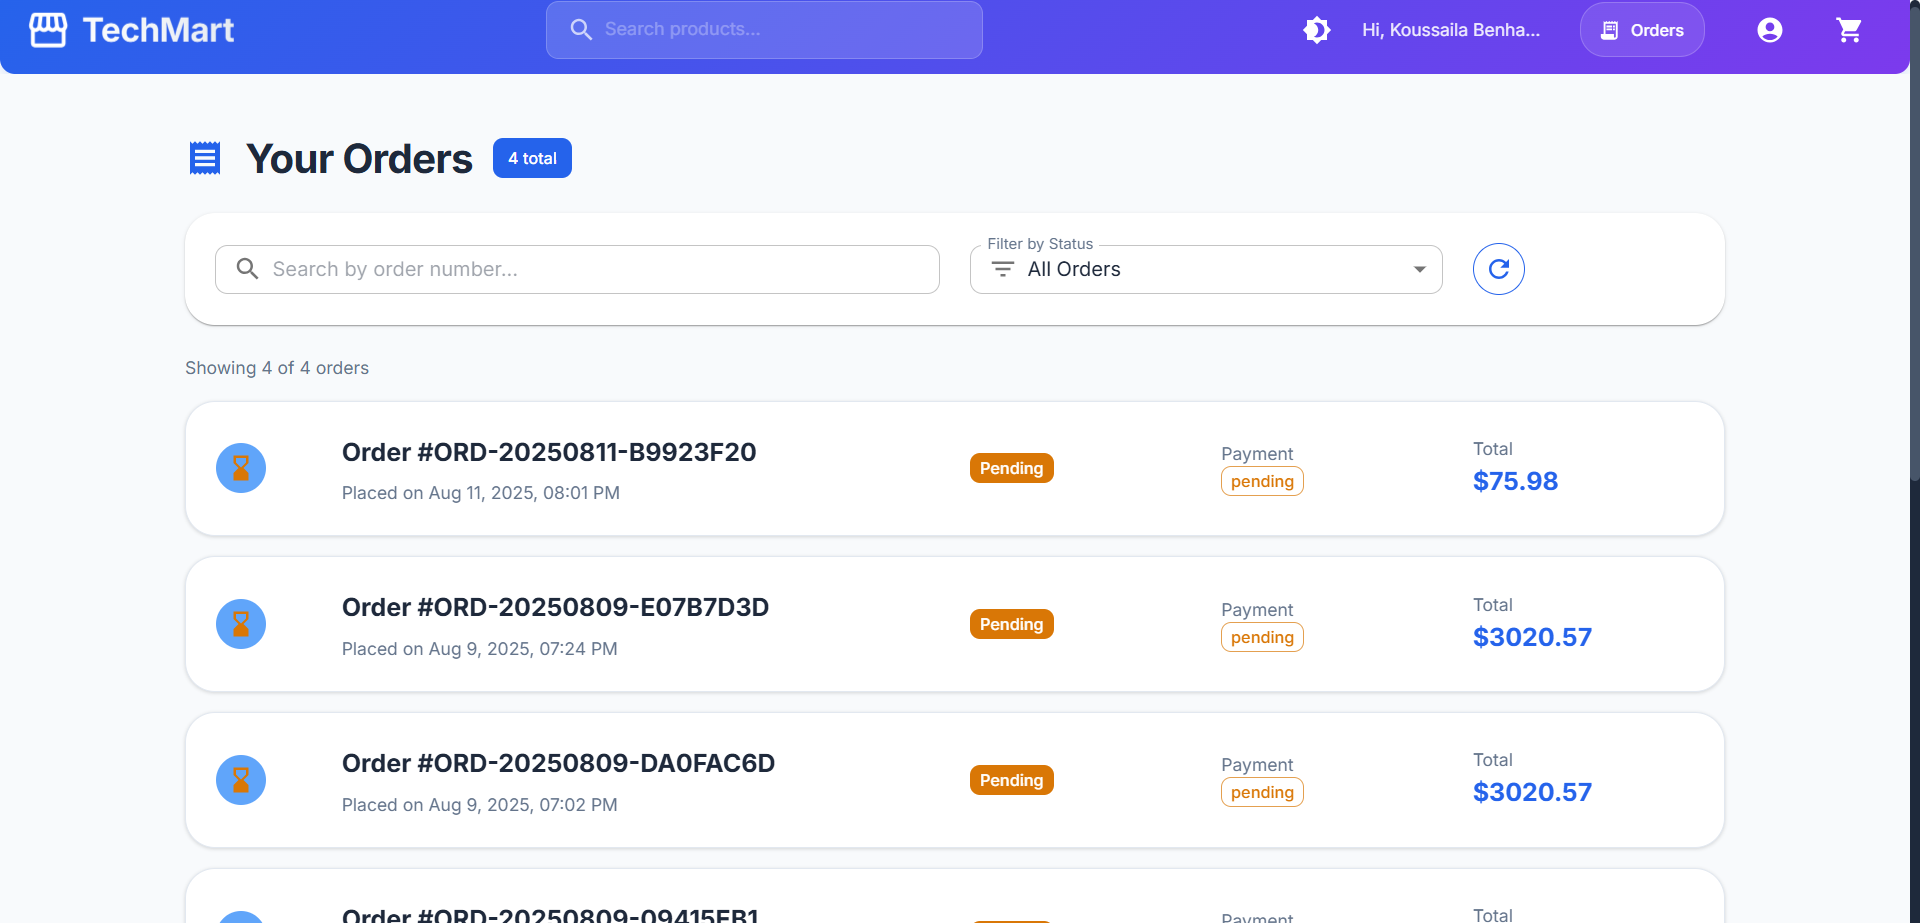 TechMart
Search products...
Hi, Koussaila Benha...
Orders
Your Orders
4 total
Search by order number...
Filter by Status
All Orders
Showing 4 of 4 orders
Order #ORD-20250811-B9923F20
Placed on Aug 11, 2025, 08:01 PM
Pending
Payment
pending
Total
$75.98
Order #ORD-20250809-E07B7D3D
Placed on Aug 9, 2025, 07:24 PM
Pending
Payment
pending
Total
$3020.57
Order #ORD-20250809-DA0FAC6D
Placed on Aug 9, 2025, 07:02 PM
Pending
Payment
pending
Total
$3020.57
Order #ORD-20250809-09415EB1
Payment
Total